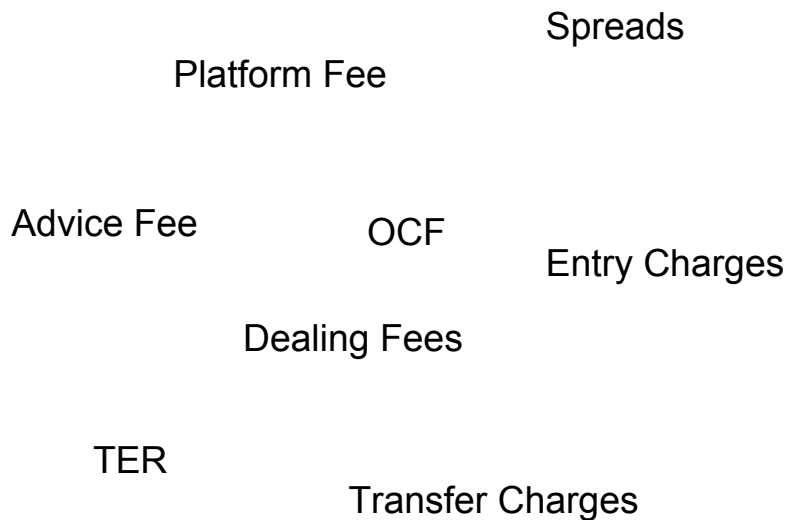 Spreads
Platform Fee
Advice Fee
OCF
Entry Charges
Dealing Fees
TER
Transfer Charges